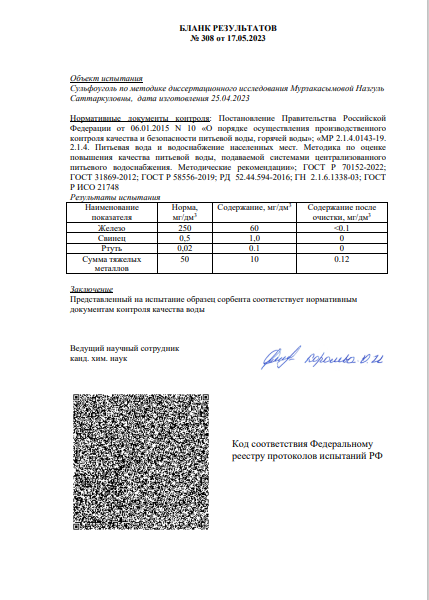 БЛАНК РЕЗУЛЬТАТОВ
№ 308 от 17.05.2023
Объект испытания
Сульфоуголь по методике диссертационного исследования Мурзакасымовой Назгуль
Саттаркуловны, дата изготовления 25.04.2023
Нормативные документы контроля: Постановление Правительства Российской
Федерации от 06.01.2015 N 10 «О порядке осуществления производственного
контроля качества и безопасности питьевой воды, горячей воды»; «МР 2.1.4.0143-19.
2.1.4. Питьевая вода и водоснабжение населенных мест. Методика по оценке
повышения качества питьевой воды, подаваемой системами централизованного
питьевого водоснабжения. Методические рекомендации»; ГОСТ Р 70152-2022;
ГОСТ 31869-2012; ГОСТ Р 58556-2019; РД 52.44.594-2016; ГН 2.1.6.1338-03; ГОСТ
Р ИСО 21748
Результаты испытания
Наименование показателя Норма, мг/дм³ Содержание, мг/дм³ Содержание после очистки, мг/дм³
Железо 250 60 <0.1
Свинец 0,5 1,0 0
Ртуть 0,02 0.1 0
Сумма тяжелых металлов 50 10 0.12
Заключение
Представленный на испытание образец сорбента соответствует нормативным
документам контроля качества воды
Ведущий научный сотрудник
канд. хим. наук
Королева О.И
Код соответствия Федеральному
реестру протоколов испытаний РФ